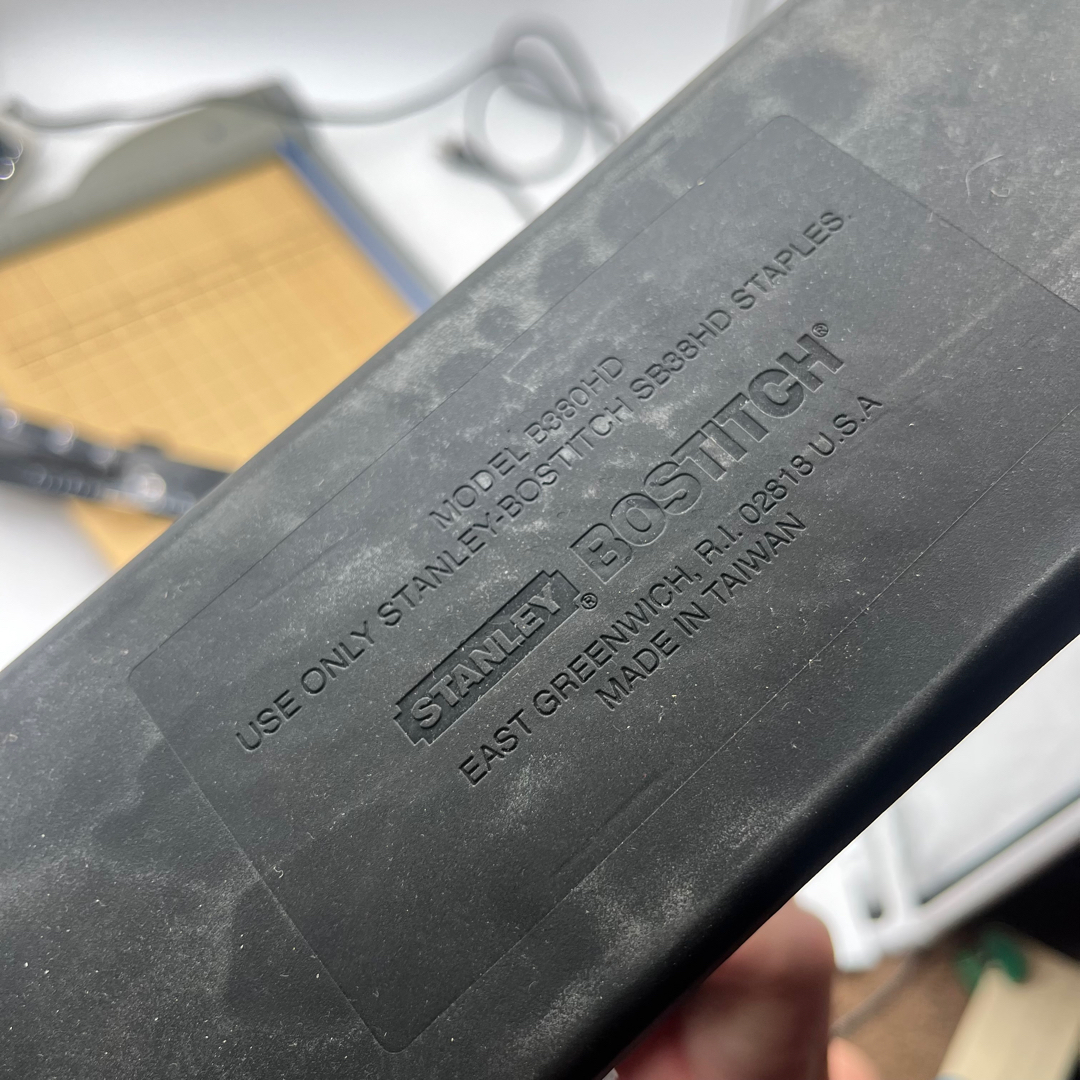 MODEL B380HD
USE ONLY STANLEY-BOSTITCH SB38HD STAPLES.
STANLEY® BOSTITCH®
EAST GREENWICH, R.I. 02818 U.S.A
MADE IN TAIWAN